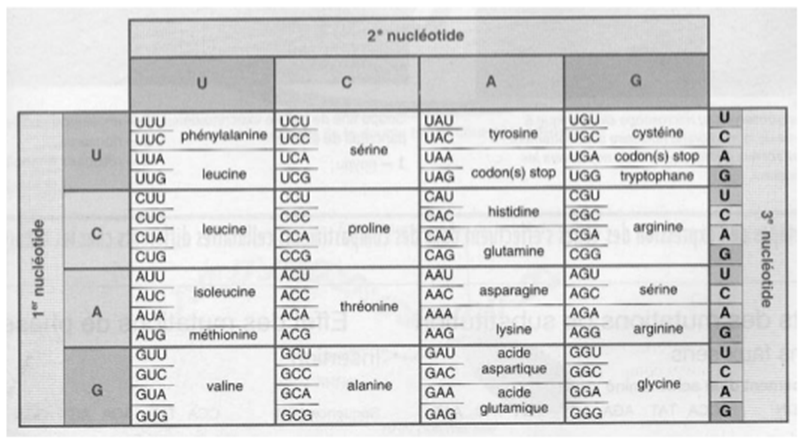 2e nucléotide
U C A G
1er nucléotide
3e nucléotide
U
UUU phénylalanine UCU sérine UAU tyrosine UGU cystéine U
UUC UCC UAC UGC C
UUA leucine UCA UAA codon(s) stop UGA codon(s) stop A
UUG UCG UAG UGG tryptophane G
C
CUU leucine CCU proline CAU histidine CGU arginine U
CUC CCC CAC CGC C
CUA CCA CAA glutamine CGA A
CUG CCG CAG CGG G
A
AUU isoleucine ACU thréonine AAU asparagine AGU sérine U
AUC ACC AAC AGC C
AUA ACA AAA lysine AGA arginine A
AUG méthionine ACG AAG AGG G
G
GUU valine GCU alanine GAU acide aspartique GGU glycine U
GUC GCC GAC GGC C
GUA GCA GAA acide glutamique GGA A
GUG GCG GAG GGG G